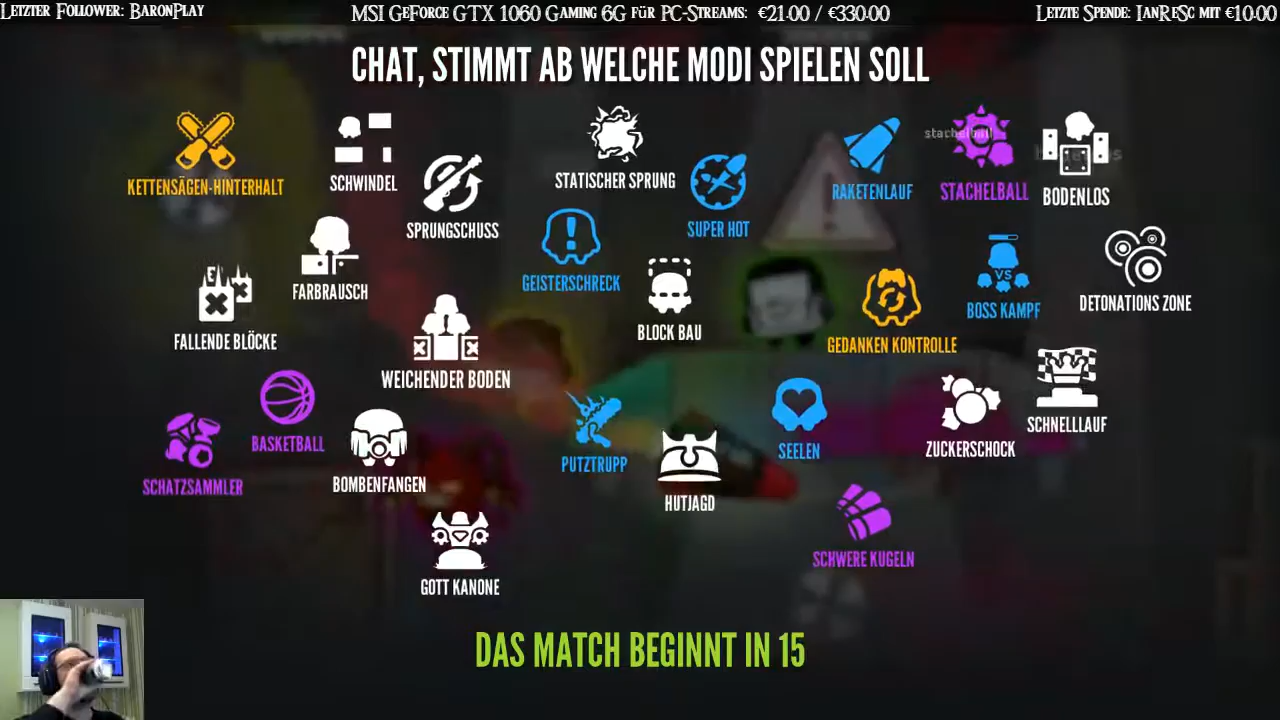 Letzter Follower: BaronPlay
MSI GeForce GTX 1060 Gaming 6G für PC-Streams: €21.00 / €330.00
Letzte Spende: IanReSc mit €10.00
CHAT, STIMMT AB WELCHE MODI SPIELEN SOLL
KETTENSÄGEN-HINTERHALT
SCHWINDEL
SPRUNGSCHUSS
STATISCHER SPRUNG
SUPER HOT
RAKETENLAUF
stachelball
STACHELBALL
BODENLOS
FARBRAUSCH
GEISTERSCHRECK
BOSS KAMPF
VS
DETONATIONS ZONE
FALLENDE BLÖCKE
BLOCK BAU
GEDANKEN KONTROLLE
WEICHENDER BODEN
SCHNELLLAUF
BASKETBALL
SEELEN
ZUCKERSCHOCK
SCHATZSAMMLER
BOMBENFANGEN
PUTZTRUPP
HUTJAGD
SCHWERE KUGELN
GOTT KANONE
DAS MATCH BEGINNT IN 15